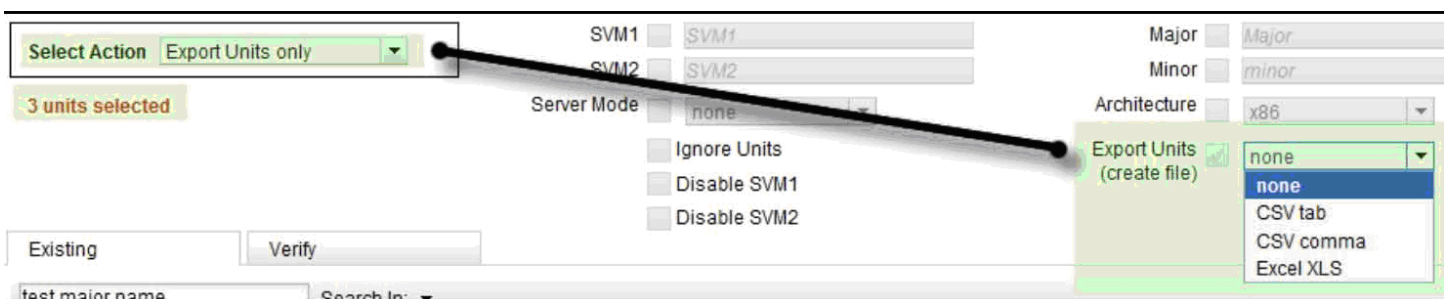 Select Action Export Units only
3 units selected
SVM1 SVM1
SVM2 SVM2
Server Mode none
Ignore Units
Disable SVM1
Disable SVM2
Major Major
Minor minor
Architecture x86
Export Units none
(create file)
none
CSV tab
CSV comma
Excel XLS
Existing Verify
test major name Search In: